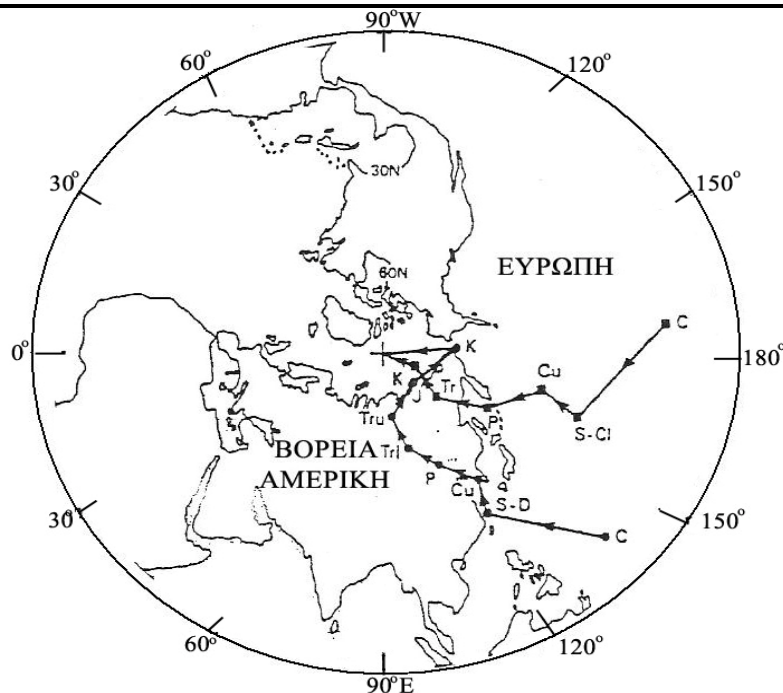 90°W
60°
120°
30°
150°
30N
60N
ΕΥΡΩΠΗ
C
K
0°
180°
K
J
Tr
Cu
P
S-Cl
Tru
ΒΟΡΕΙΑ
Trl
ΑΜΕΡΙΚΗ
P
...
Cu
S-D
C
30°
150°
60°
120°
90°E